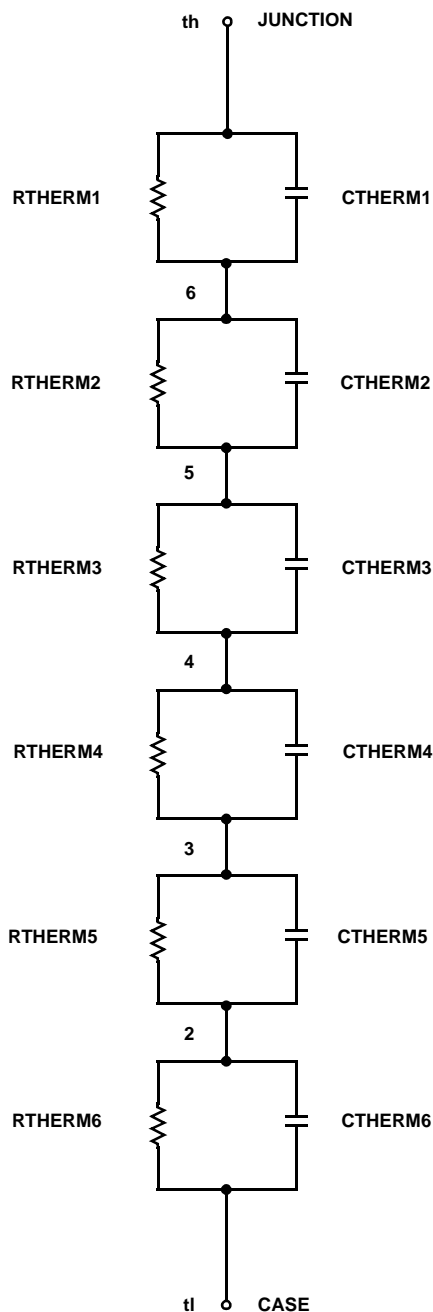 th JUNCTION
RTHERM1 CTHERM1
6
RTHERM2 CTHERM2
5
RTHERM3 CTHERM3
4
RTHERM4 CTHERM4
3
RTHERM5 CTHERM5
2
RTHERM6 CTHERM6
tl CASE